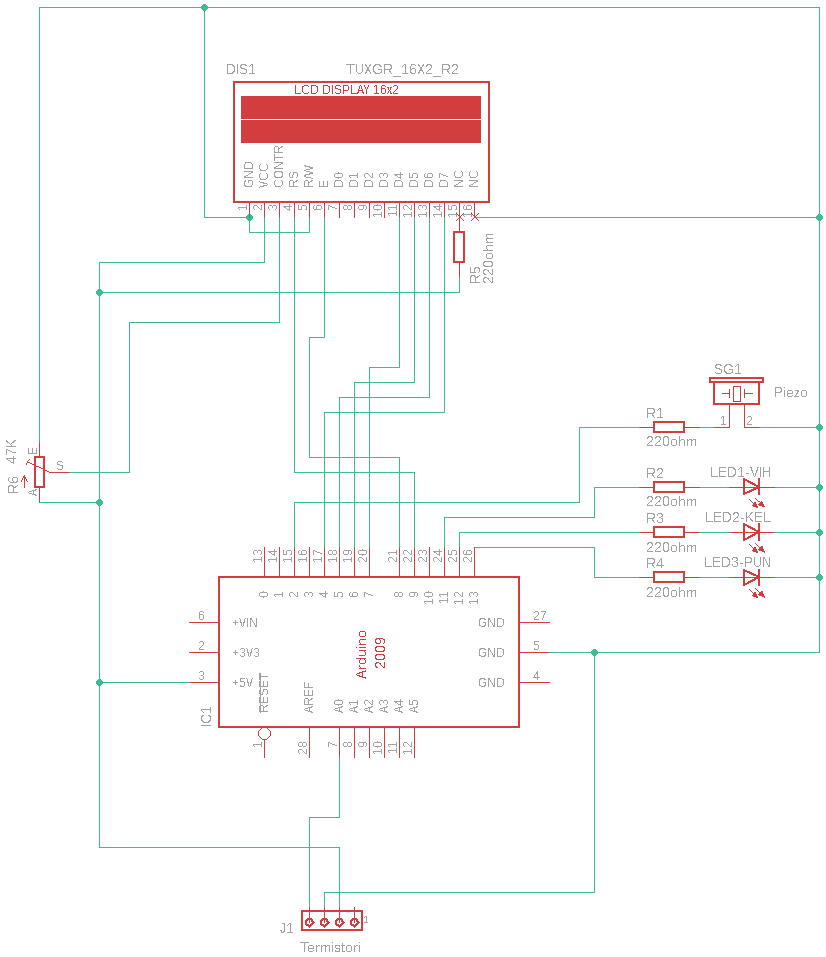 DIS1 TUXGR_16X2_R2
LCD DISPLAY 16x2
GND VCC CONTR RS R/W E D0 D1 D2 D3 D4 D5 D6 D7 NC NC
1 2 3 4 5 6 7 8 9 10 11 12 13 14 15 16
R5
220ohm
SG1
Piezo
1 2
R1
220ohm
R2
220ohm
LED1-VIH
R3
220ohm
LED2-KEL
R4
220ohm
LED3-PUN
R6 47K
E
S
A
13 14 15 16 17 18 19 20 21 22 23 24 25 26
0 1 2 3 4 5 6 7 8 9 10 11 12 13
6 +VIN
2 +3V3
3 +5V
GND 27
GND 5
GND 4
Arduino
2009
IC1
RESET AREF A0 A1 A2 A3 A4 A5
1 28 7 8 9 10 11 12
J1
1
Termistori